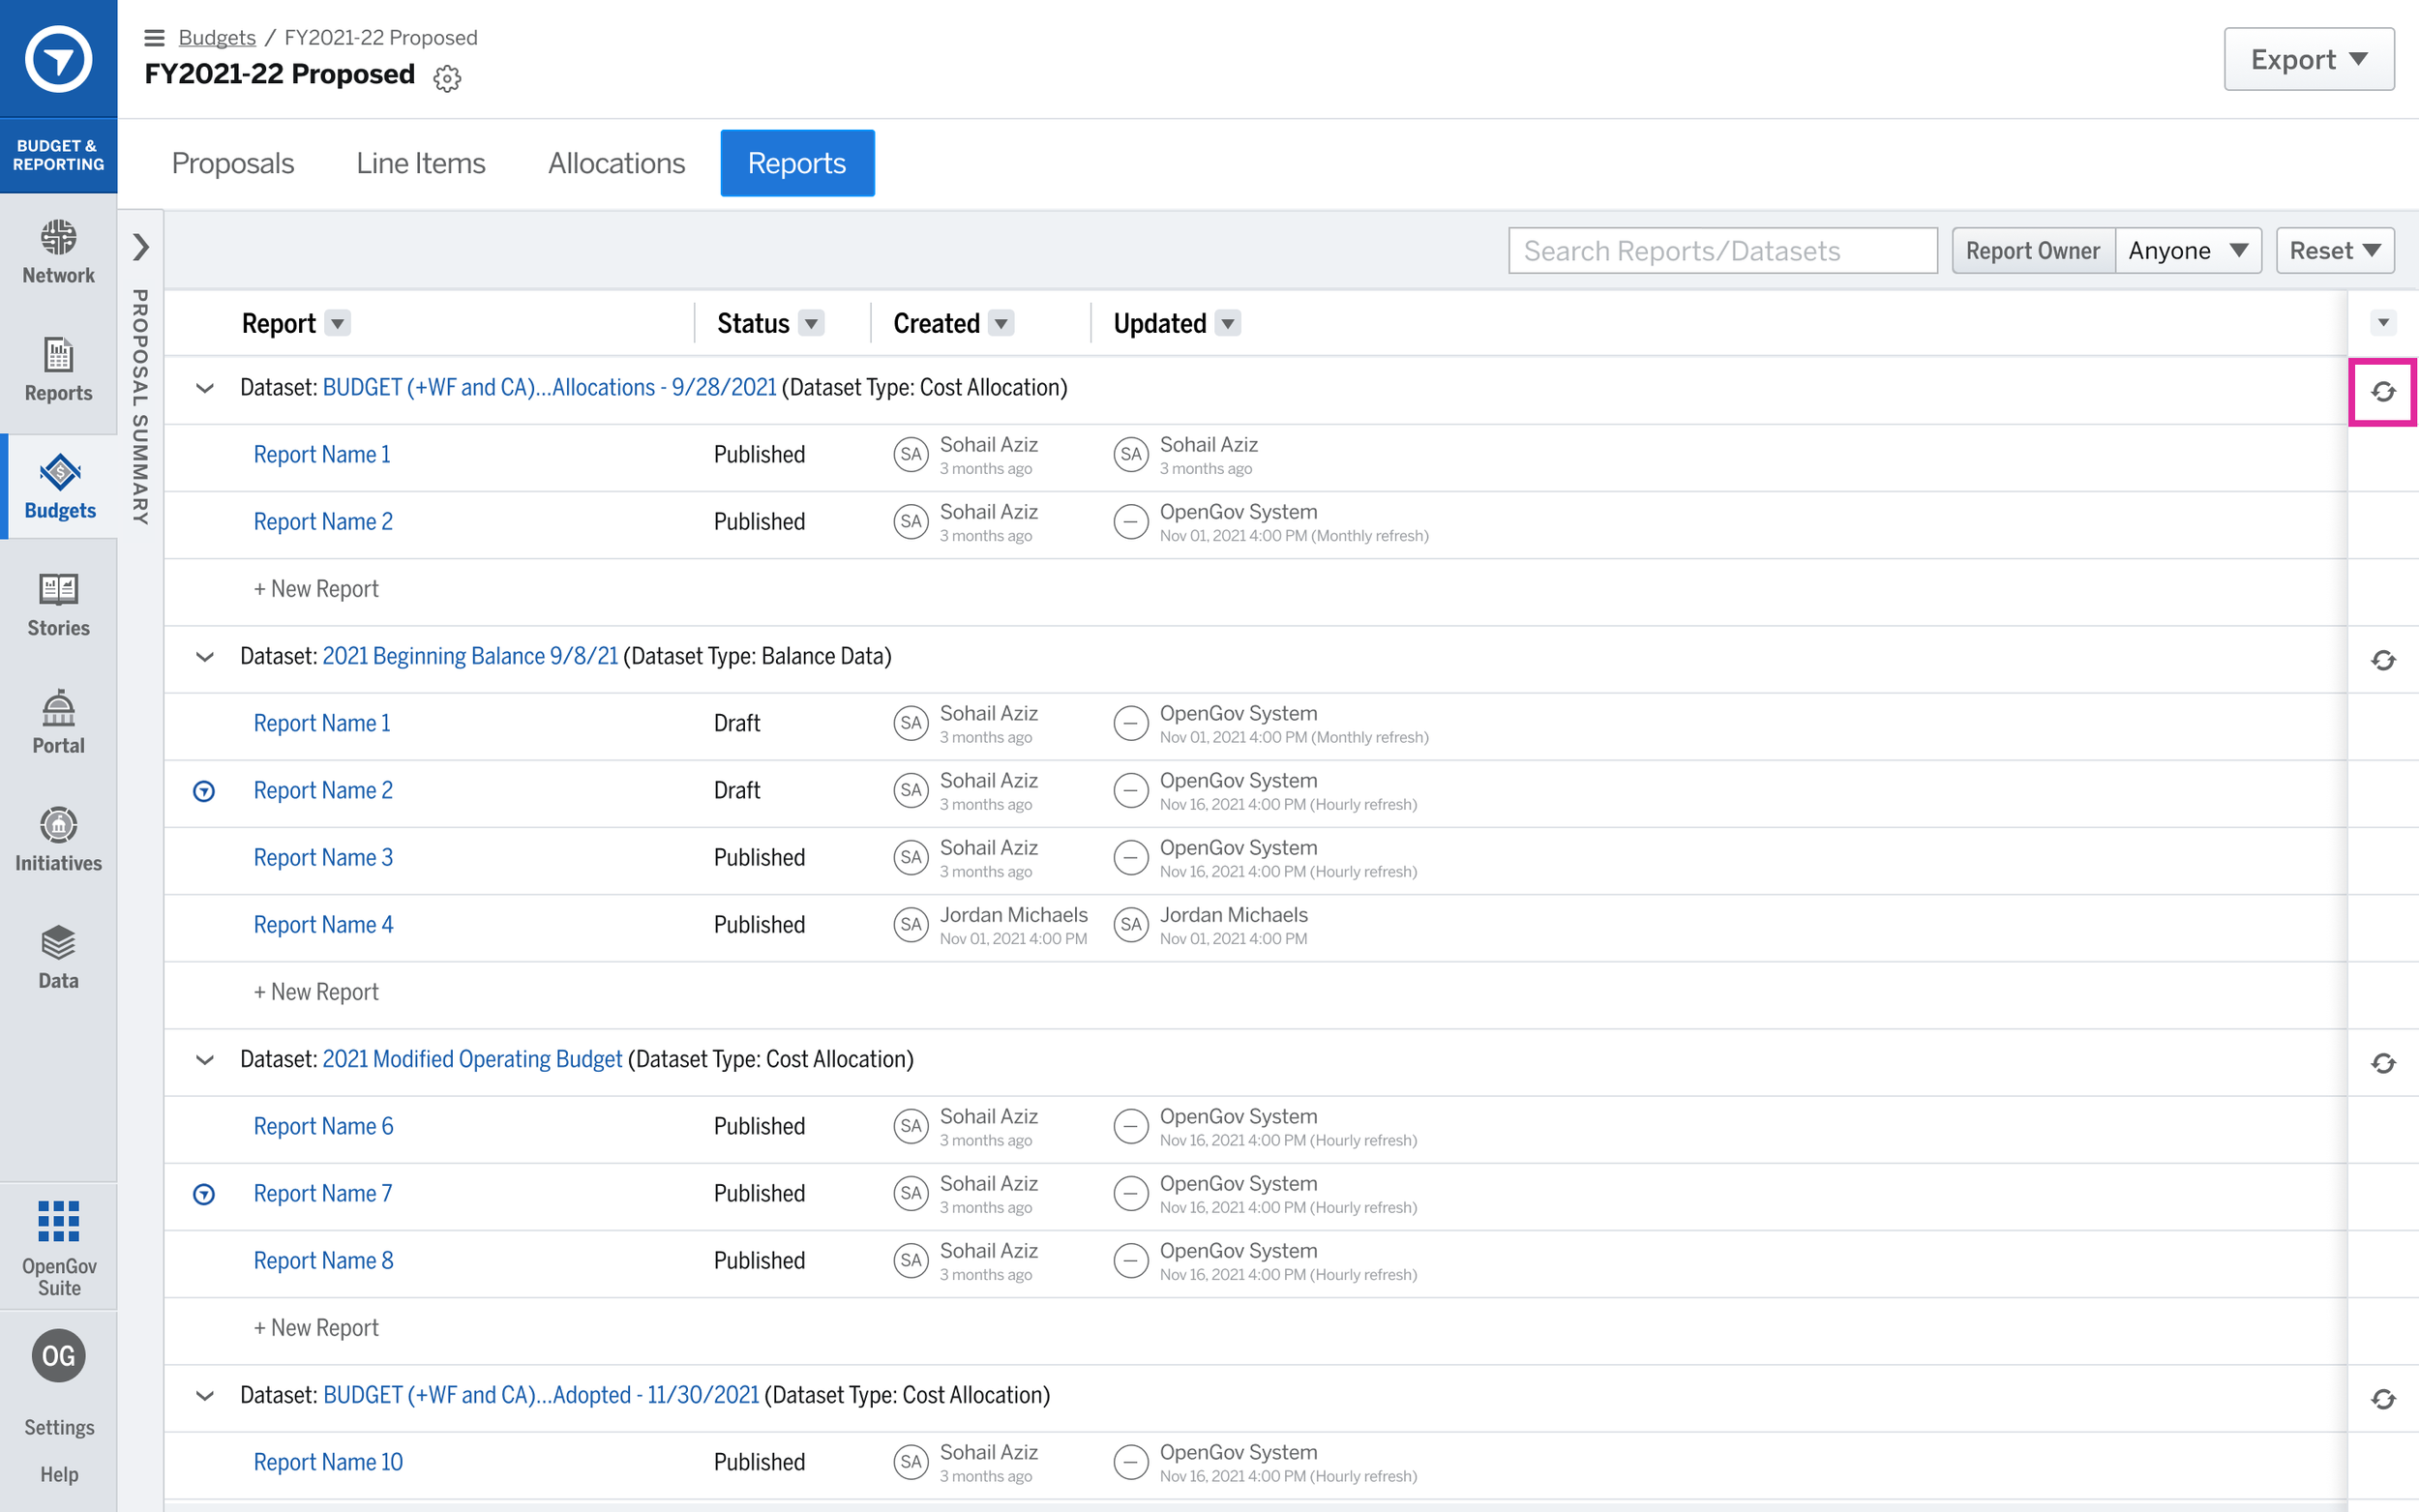 Budgets / FY2021-22 Proposed
FY2021-22 Proposed
Export
BUDGET &
REPORTING
Proposals Line Items Allocations Reports
Network
Reports
Budgets
Stories
Portal
Initiatives
Data
OpenGov
Suite
OG
Settings
Help
PROPOSAL SUMMARY
Search Reports/Datasets Report Owner Anyone Reset
Report Status Created Updated
Dataset: BUDGET (+WF and CA)...Allocations - 9/28/2021 (Dataset Type: Cost Allocation)
Report Name 1 Published SA Sohail Aziz SA Sohail Aziz
3 months ago 3 months ago
Report Name 2 Published SA Sohail Aziz OpenGov System
3 months ago Nov 01, 2021 4:00 PM (Monthly refresh)
+ New Report
Dataset: 2021 Beginning Balance 9/8/21 (Dataset Type: Balance Data)
Report Name 1 Draft SA Sohail Aziz OpenGov System
3 months ago Nov 01, 2021 4:00 PM (Monthly refresh)
Report Name 2 Draft SA Sohail Aziz OpenGov System
3 months ago Nov 16, 2021 4:00 PM (Hourly refresh)
Report Name 3 Published SA Sohail Aziz OpenGov System
3 months ago Nov 16, 2021 4:00 PM (Hourly refresh)
Report Name 4 Published SA Jordan Michaels SA Jordan Michaels
Nov 01, 2021 4:00 PM Nov 01, 2021 4:00 PM
+ New Report
Dataset: 2021 Modified Operating Budget (Dataset Type: Cost Allocation)
Report Name 6 Published SA Sohail Aziz OpenGov System
3 months ago Nov 16, 2021 4:00 PM (Hourly refresh)
Report Name 7 Published SA Sohail Aziz OpenGov System
3 months ago Nov 16, 2021 4:00 PM (Hourly refresh)
Report Name 8 Published SA Sohail Aziz OpenGov System
3 months ago Nov 16, 2021 4:00 PM (Hourly refresh)
+ New Report
Dataset: BUDGET (+WF and CA)...Adopted - 11/30/2021 (Dataset Type: Cost Allocation)
Report Name 10 Published SA Sohail Aziz OpenGov System
3 months ago Nov 16, 2021 4:00 PM (Hourly refresh)